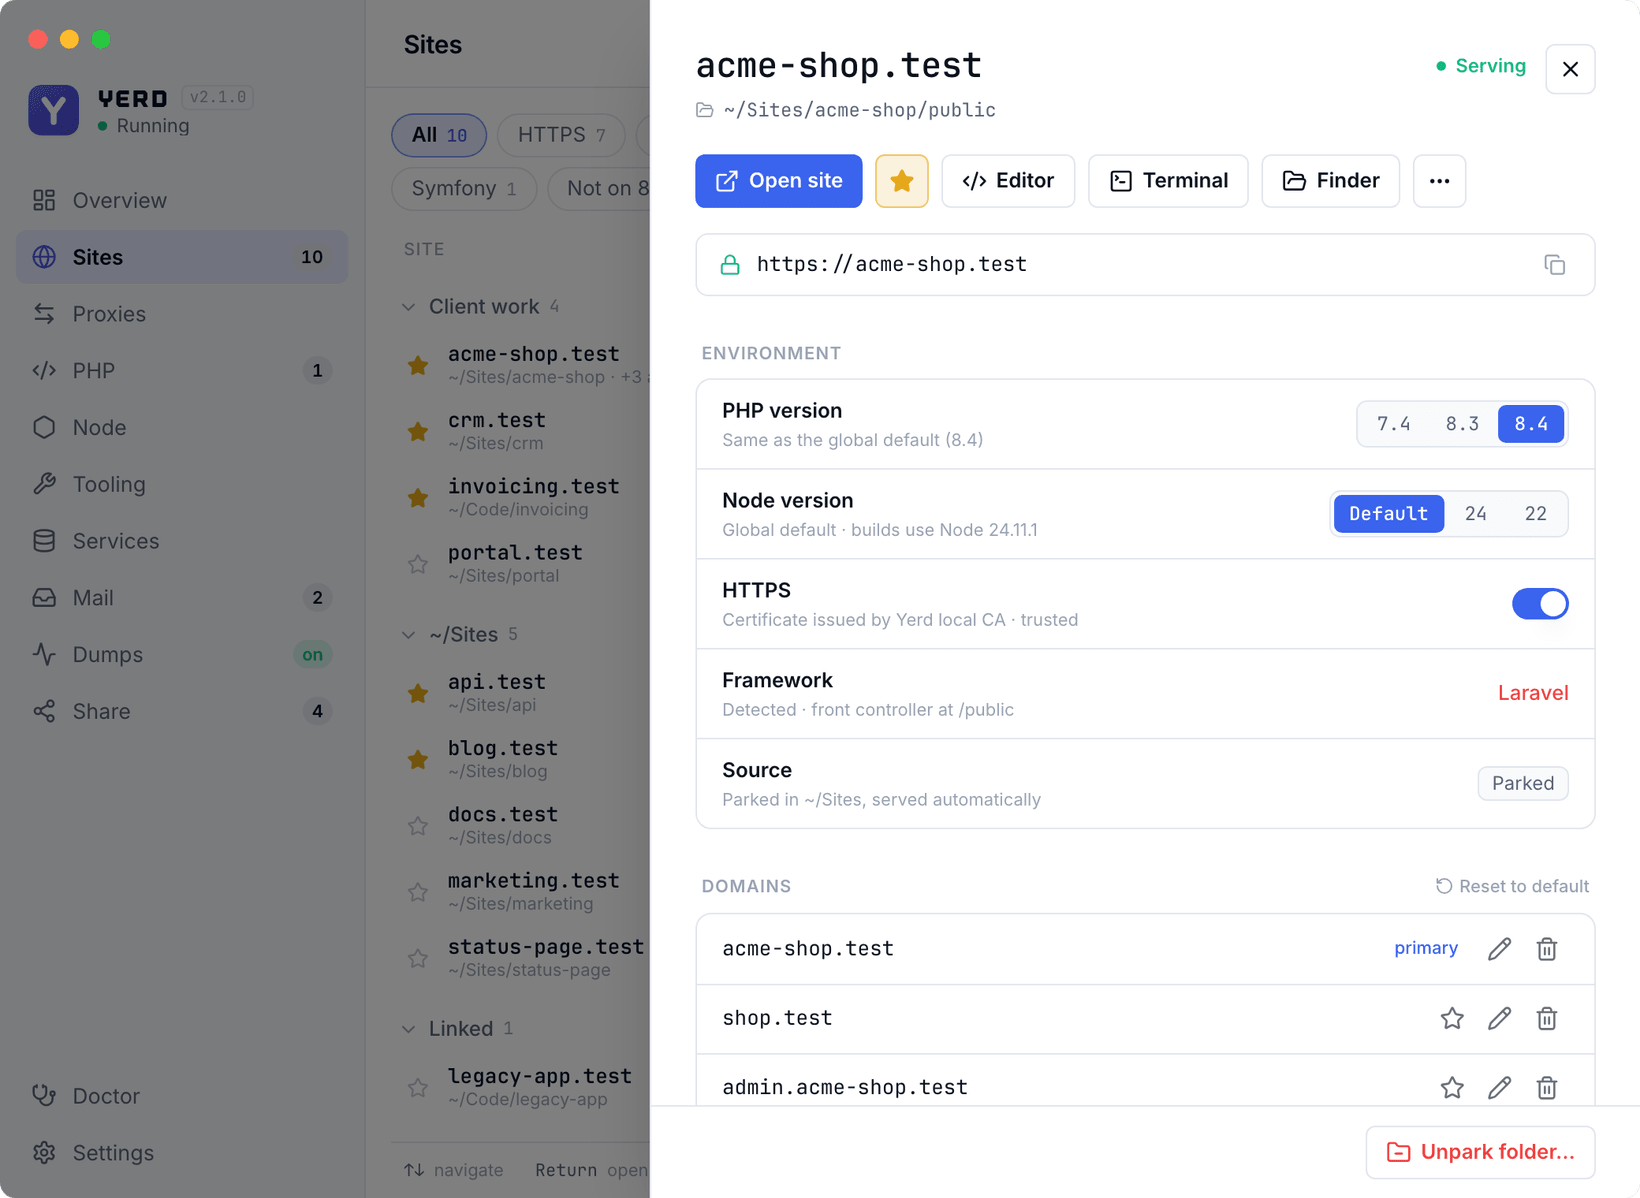 YERD v2.1.0
Running
Overview
Sites 10
Proxies
PHP 1
Node
Tooling
Services
Mail 2
Dumps on
Share 4
Doctor
Settings
Sites
All 10 HTTPS 7
Symfony 1 Not on 8
SITE
Client work 4
acme-shop.test
~/Sites/acme-shop · +3
crm.test
~/Sites/crm
invoicing.test
~/Code/invoicing
portal.test
~/Sites/portal
~/Sites 5
api.test
~/Sites/api
blog.test
~/Sites/blog
docs.test
~/Sites/docs
marketing.test
~/Sites/marketing
status-page.test
~/Sites/status-page
Linked 1
legacy-app.test
~/Code/legacy-app
↑↓ navigate Return open
acme-shop.test
Serving
~/Sites/acme-shop/public
Open site Editor Terminal Finder
https://acme-shop.test
ENVIRONMENT
PHP version
Same as the global default (8.4)
7.4 8.3 8.4
Node version
Global default · builds use Node 24.11.1
Default 24 22
HTTPS
Certificate issued by Yerd local CA · trusted
Framework
Detected · front controller at /public
Laravel
Source
Parked in ~/Sites, served automatically
Parked
DOMAINS Reset to default
acme-shop.test primary
shop.test
admin.acme-shop.test
Unpark folder...